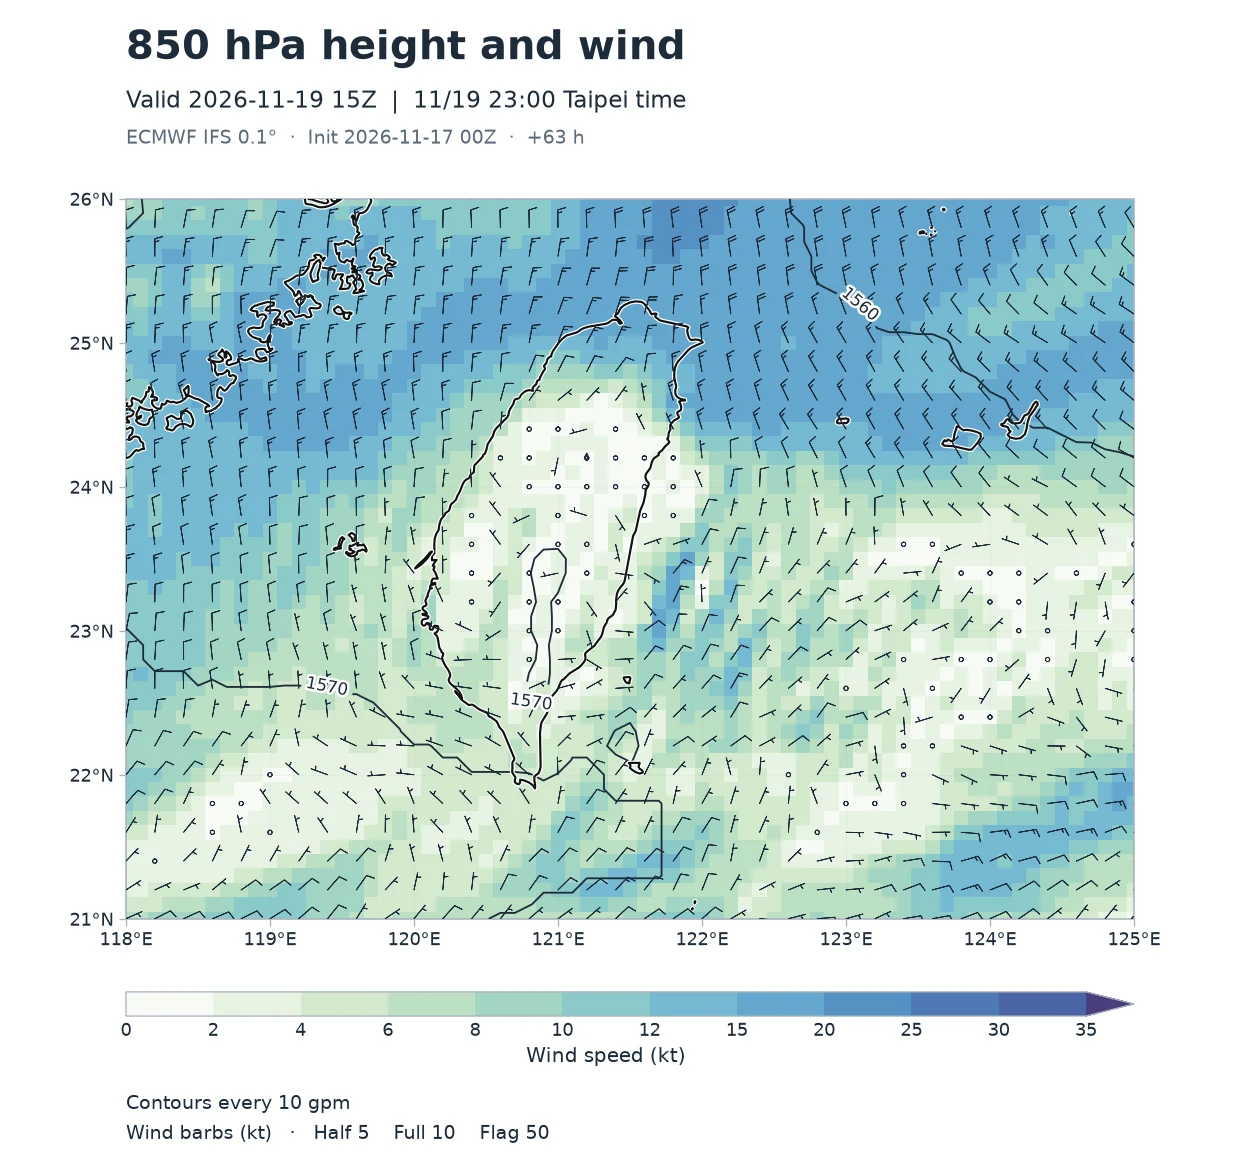 850 hPa height and wind
Valid 2026-11-19 15Z | 11/19 23:00 Taipei time
ECMWF IFS 0.1° · Init 2026-11-17 00Z · +63 h
26°N
25°N
24°N
23°N
22°N
21°N
1560
1570
1570
118°E 119°E 120°E 121°E 122°E 123°E 124°E 125°E
0 2 4 6 8 10 12 15 20 25 30 35
Wind speed (kt)
Contours every 10 gpm
Wind barbs (kt) · Half 5 Full 10 Flag 50